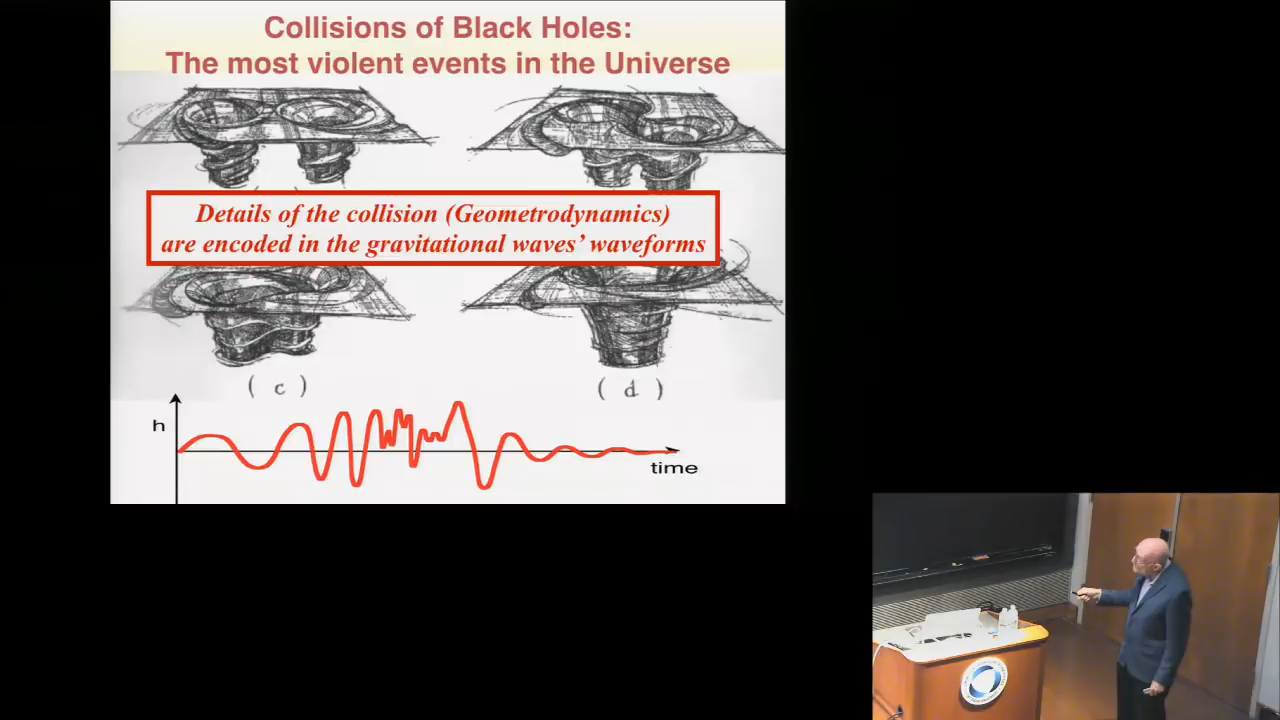 Collisions of Black Holes:
The most violent events in the Universe
Details of the collision (Geometrodynamics)
are encoded in the gravitational waves’ waveforms
( c )
( d )
h
time